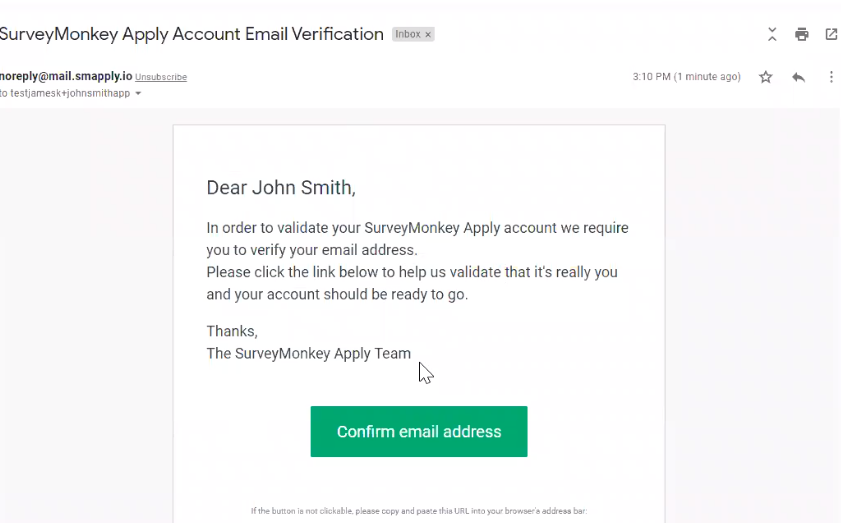 SurveyMonkey Apply Account Email Verification Inbox ×
noreply@mail.smapply.io Unsubscribe 3:10 PM (1 minute ago)
to testjamesk+johnsmithapp
Dear John Smith,
In order to validate your SurveyMonkey Apply account we require
you to verify your email address.
Please click the link below to help us validate that it's really you
and your account should be ready to go.
Thanks,
The SurveyMonkey Apply Team
Confirm email address
If the button is not clickable, please copy and paste this URL into your browser's address bar: